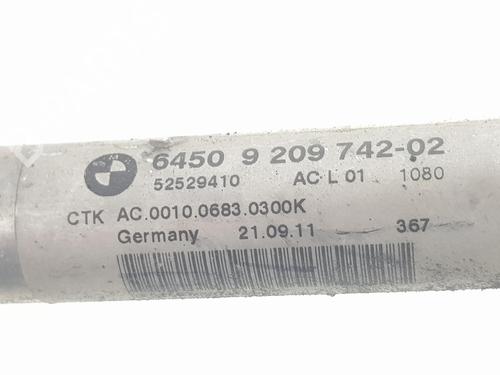 6450 9 209 742-02
52529410 AC L 01 1080
CTK AC.0010.0683.0300K
Germany 21.09.11 367